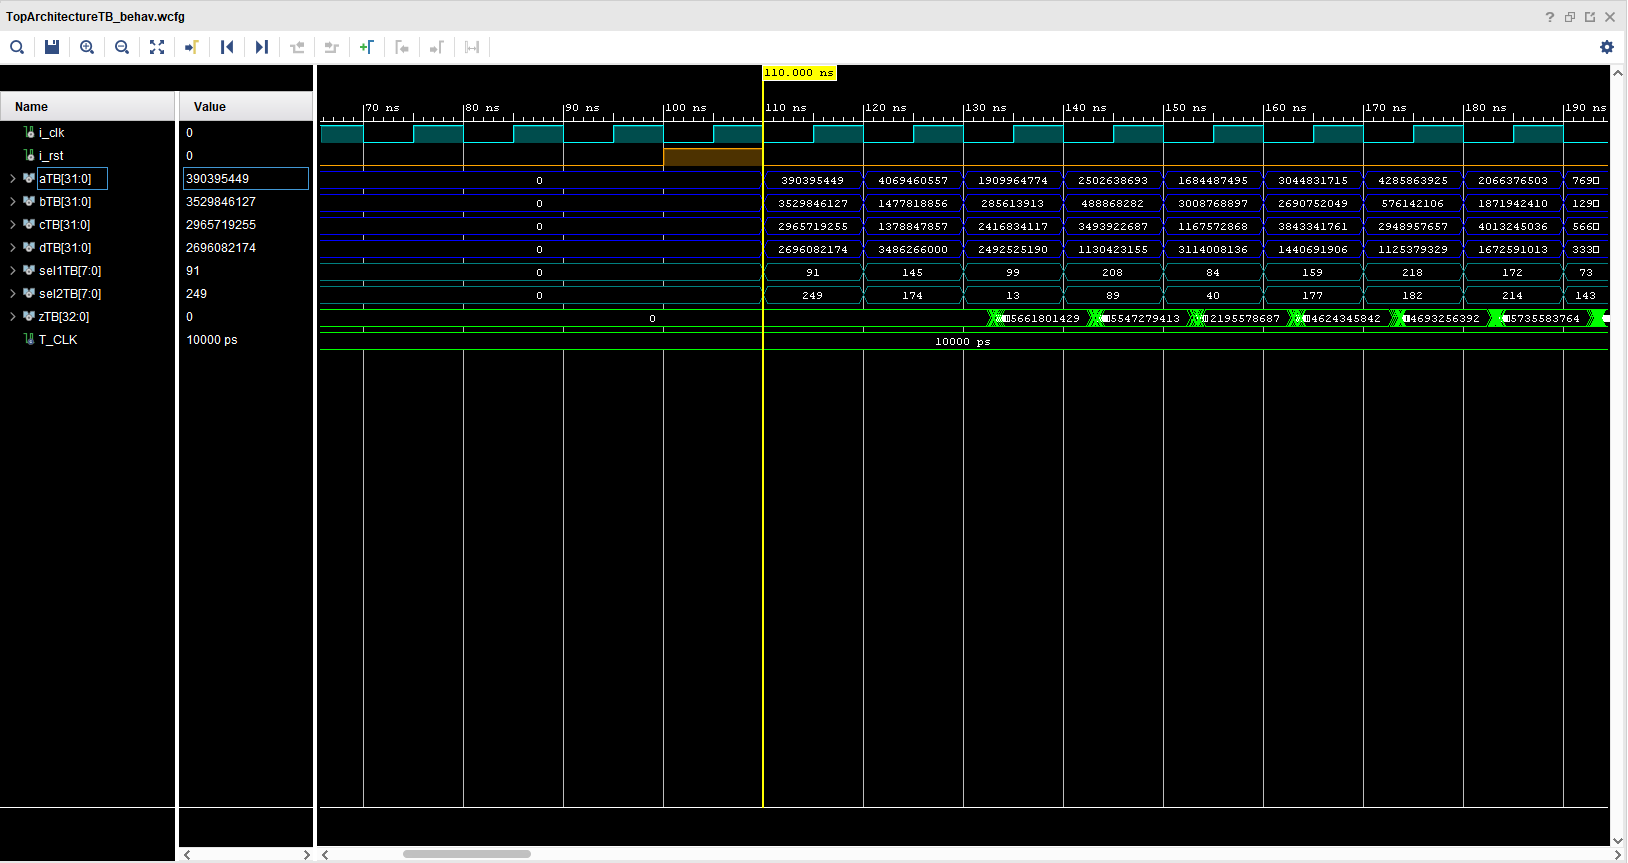 TopArchitectureTB_behav.wcfg
110.000 ns
Name Value 70 ns 80 ns 90 ns 100 ns 110 ns 120 ns 130 ns 140 ns 150 ns 160 ns 170 ns 180 ns 190 ns
i_clk 0
i_rst 0
aTB[31:0] 390395449 0 390395449 4069460557 1909964774 2502638693 1684487495 3044831715 4285863925 2066376503 769
bTB[31:0] 3529846127 0 3529846127 1477818856 285613913 488868282 3008768897 2690752049 576142106 1871942410 129
cTB[31:0] 2965719255 0 2965719255 1378847857 2416834117 3493922687 1167572868 3843341761 2948957657 4013245036 566
dTB[31:0] 2696082174 0 2696082174 3486266000 2492525190 1130423155 3114008136 1440691906 1125379329 1672591013 333
sel1TB[7:0] 91 0 91 145 99 208 84 159 218 172 73
sel2TB[7:0] 249 0 249 174 13 89 40 177 182 214 143
zTB[32:0] 0 0 5661801429 5547279413 2195578687 4624345842 4693256392 5735583764
T_CLK 10000 ps 10000 ps